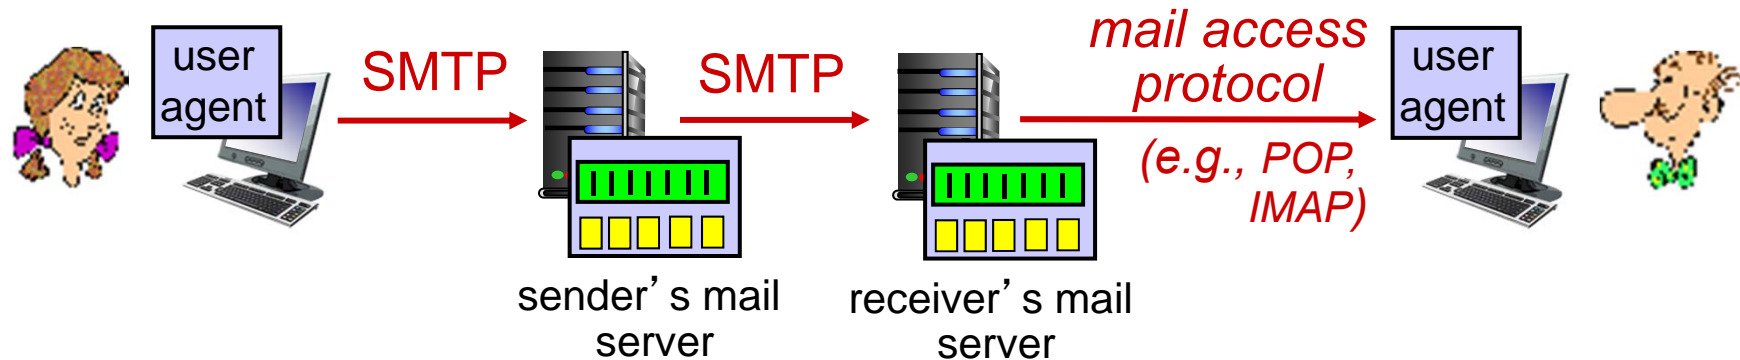 user
agent
SMTP
SMTP
mail access
protocol
(e.g., POP,
IMAP)
user
agent
sender’s mail
server
receiver’s mail
server